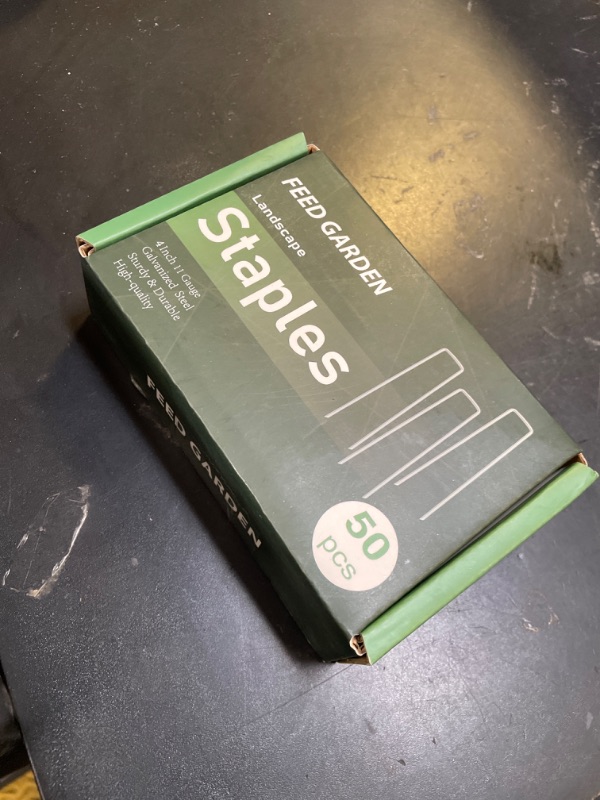 FEED GARDEN
Landscape
Staples
4 Inch 11 Gauge
Galvanized Steel
Sturdy & Durable
High-quality
50
pcs
FEED GARDEN